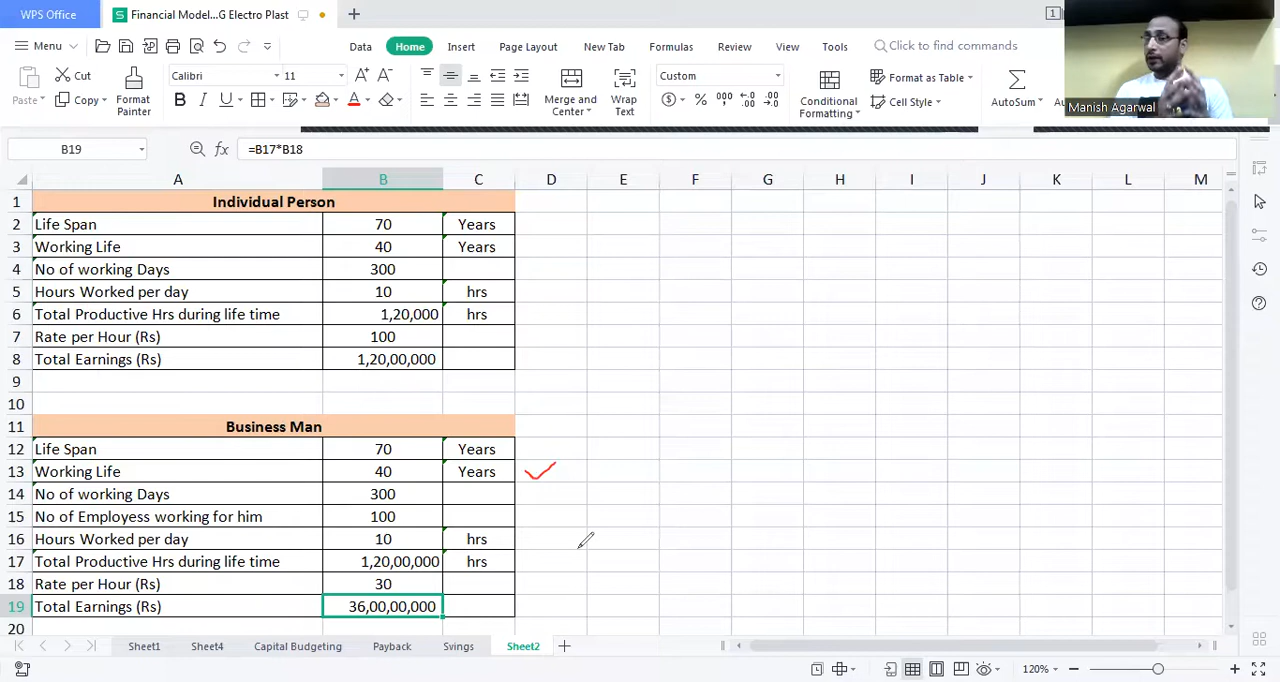 WPS Office
Financial Model...G Electro Plast
1
Menu
Data
Home
Insert
Page Layout
New Tab
Formulas
Review
View
Tools
Click to find commands
Paste
Cut
Copy
Format Painter
Calibri
11
Merge and Center
Wrap Text
Custom
Conditional Formatting
Format as Table
Cell Style
AutoSum
Manish Agarwal
B19
=B17*B18
A B C D E F G H I J K L M
1 Individual Person
2 Life Span 70 Years
3 Working Life 40 Years
4 No of working Days 300
5 Hours Worked per day 10 hrs
6 Total Productive Hrs during life time 1,20,000 hrs
7 Rate per Hour (Rs) 100
8 Total Earnings (Rs) 1,20,00,000
9
10
11 Business Man
12 Life Span 70 Years
13 Working Life 40 Years
14 No of working Days 300
15 No of Employess working for him 100
16 Hours Worked per day 10 hrs
17 Total Productive Hrs during life time 1,20,00,000 hrs
18 Rate per Hour (Rs) 30
19 Total Earnings (Rs) 36,00,00,000
20
Sheet1 Sheet4 Capital Budgeting Payback Svings Sheet2
120%